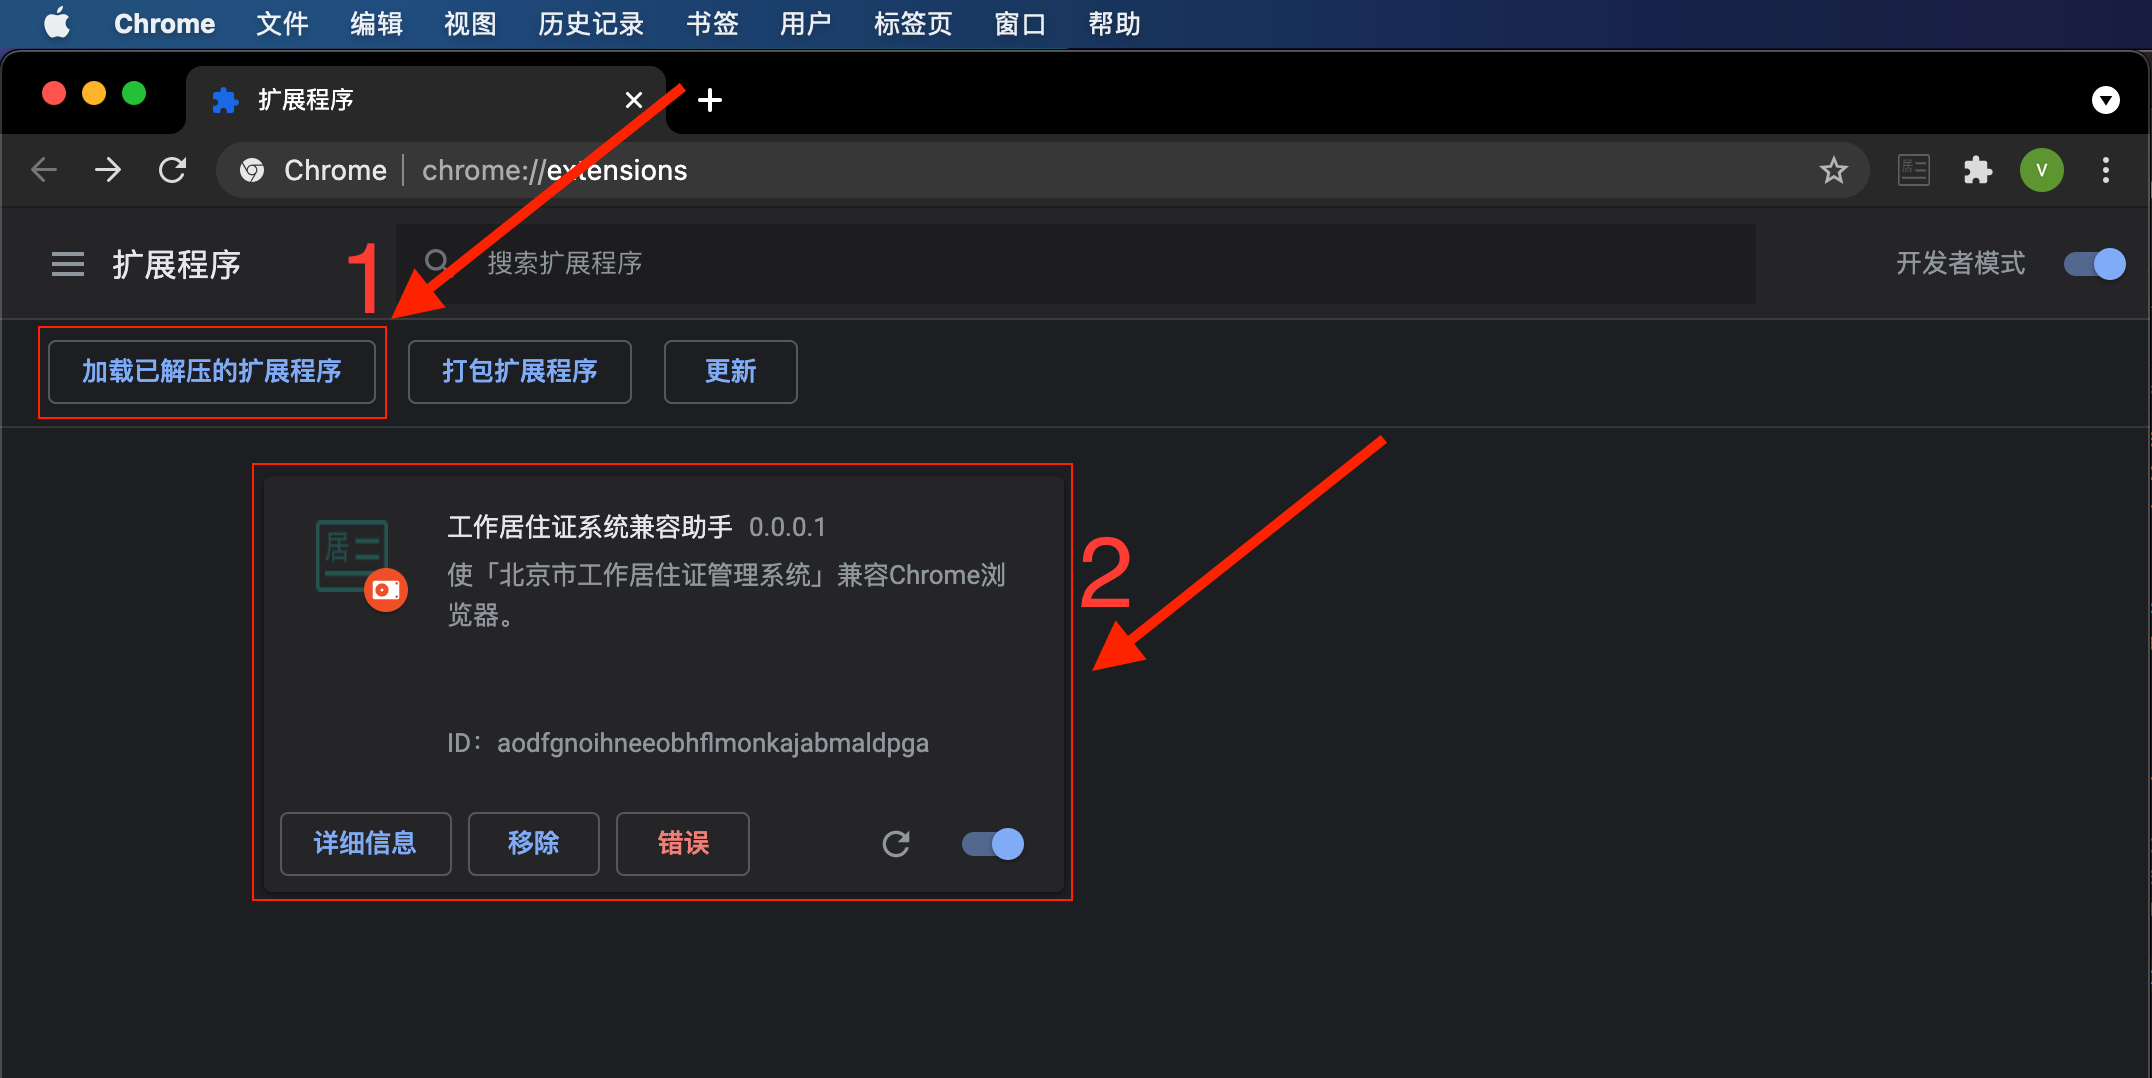 Chrome 文件 编辑 视图 历史记录 书签 用户 标签页 窗口 帮助
扩展程序
Chrome chrome://extensions
居
V
扩展程序
1
搜索扩展程序
开发者模式
加载已解压的扩展程序 打包扩展程序 更新
居
工作居住证系统兼容助手 0.0.0.1
使「北京市工作居住证管理系统」兼容Chrome浏
览器。
2
ID：aodfgnoihneeobhflmonkajabmaldpga
详细信息 移除 错误